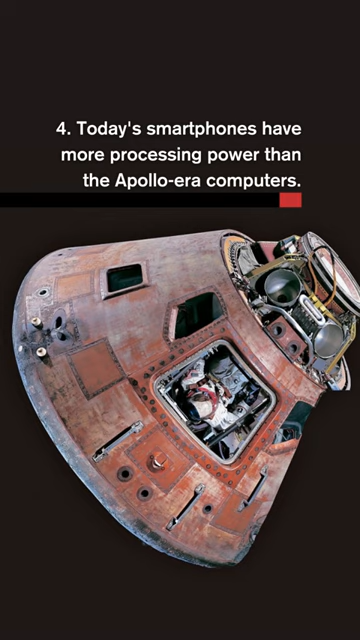 4. Today's smartphones have
more processing power than
the Apollo-era computers.